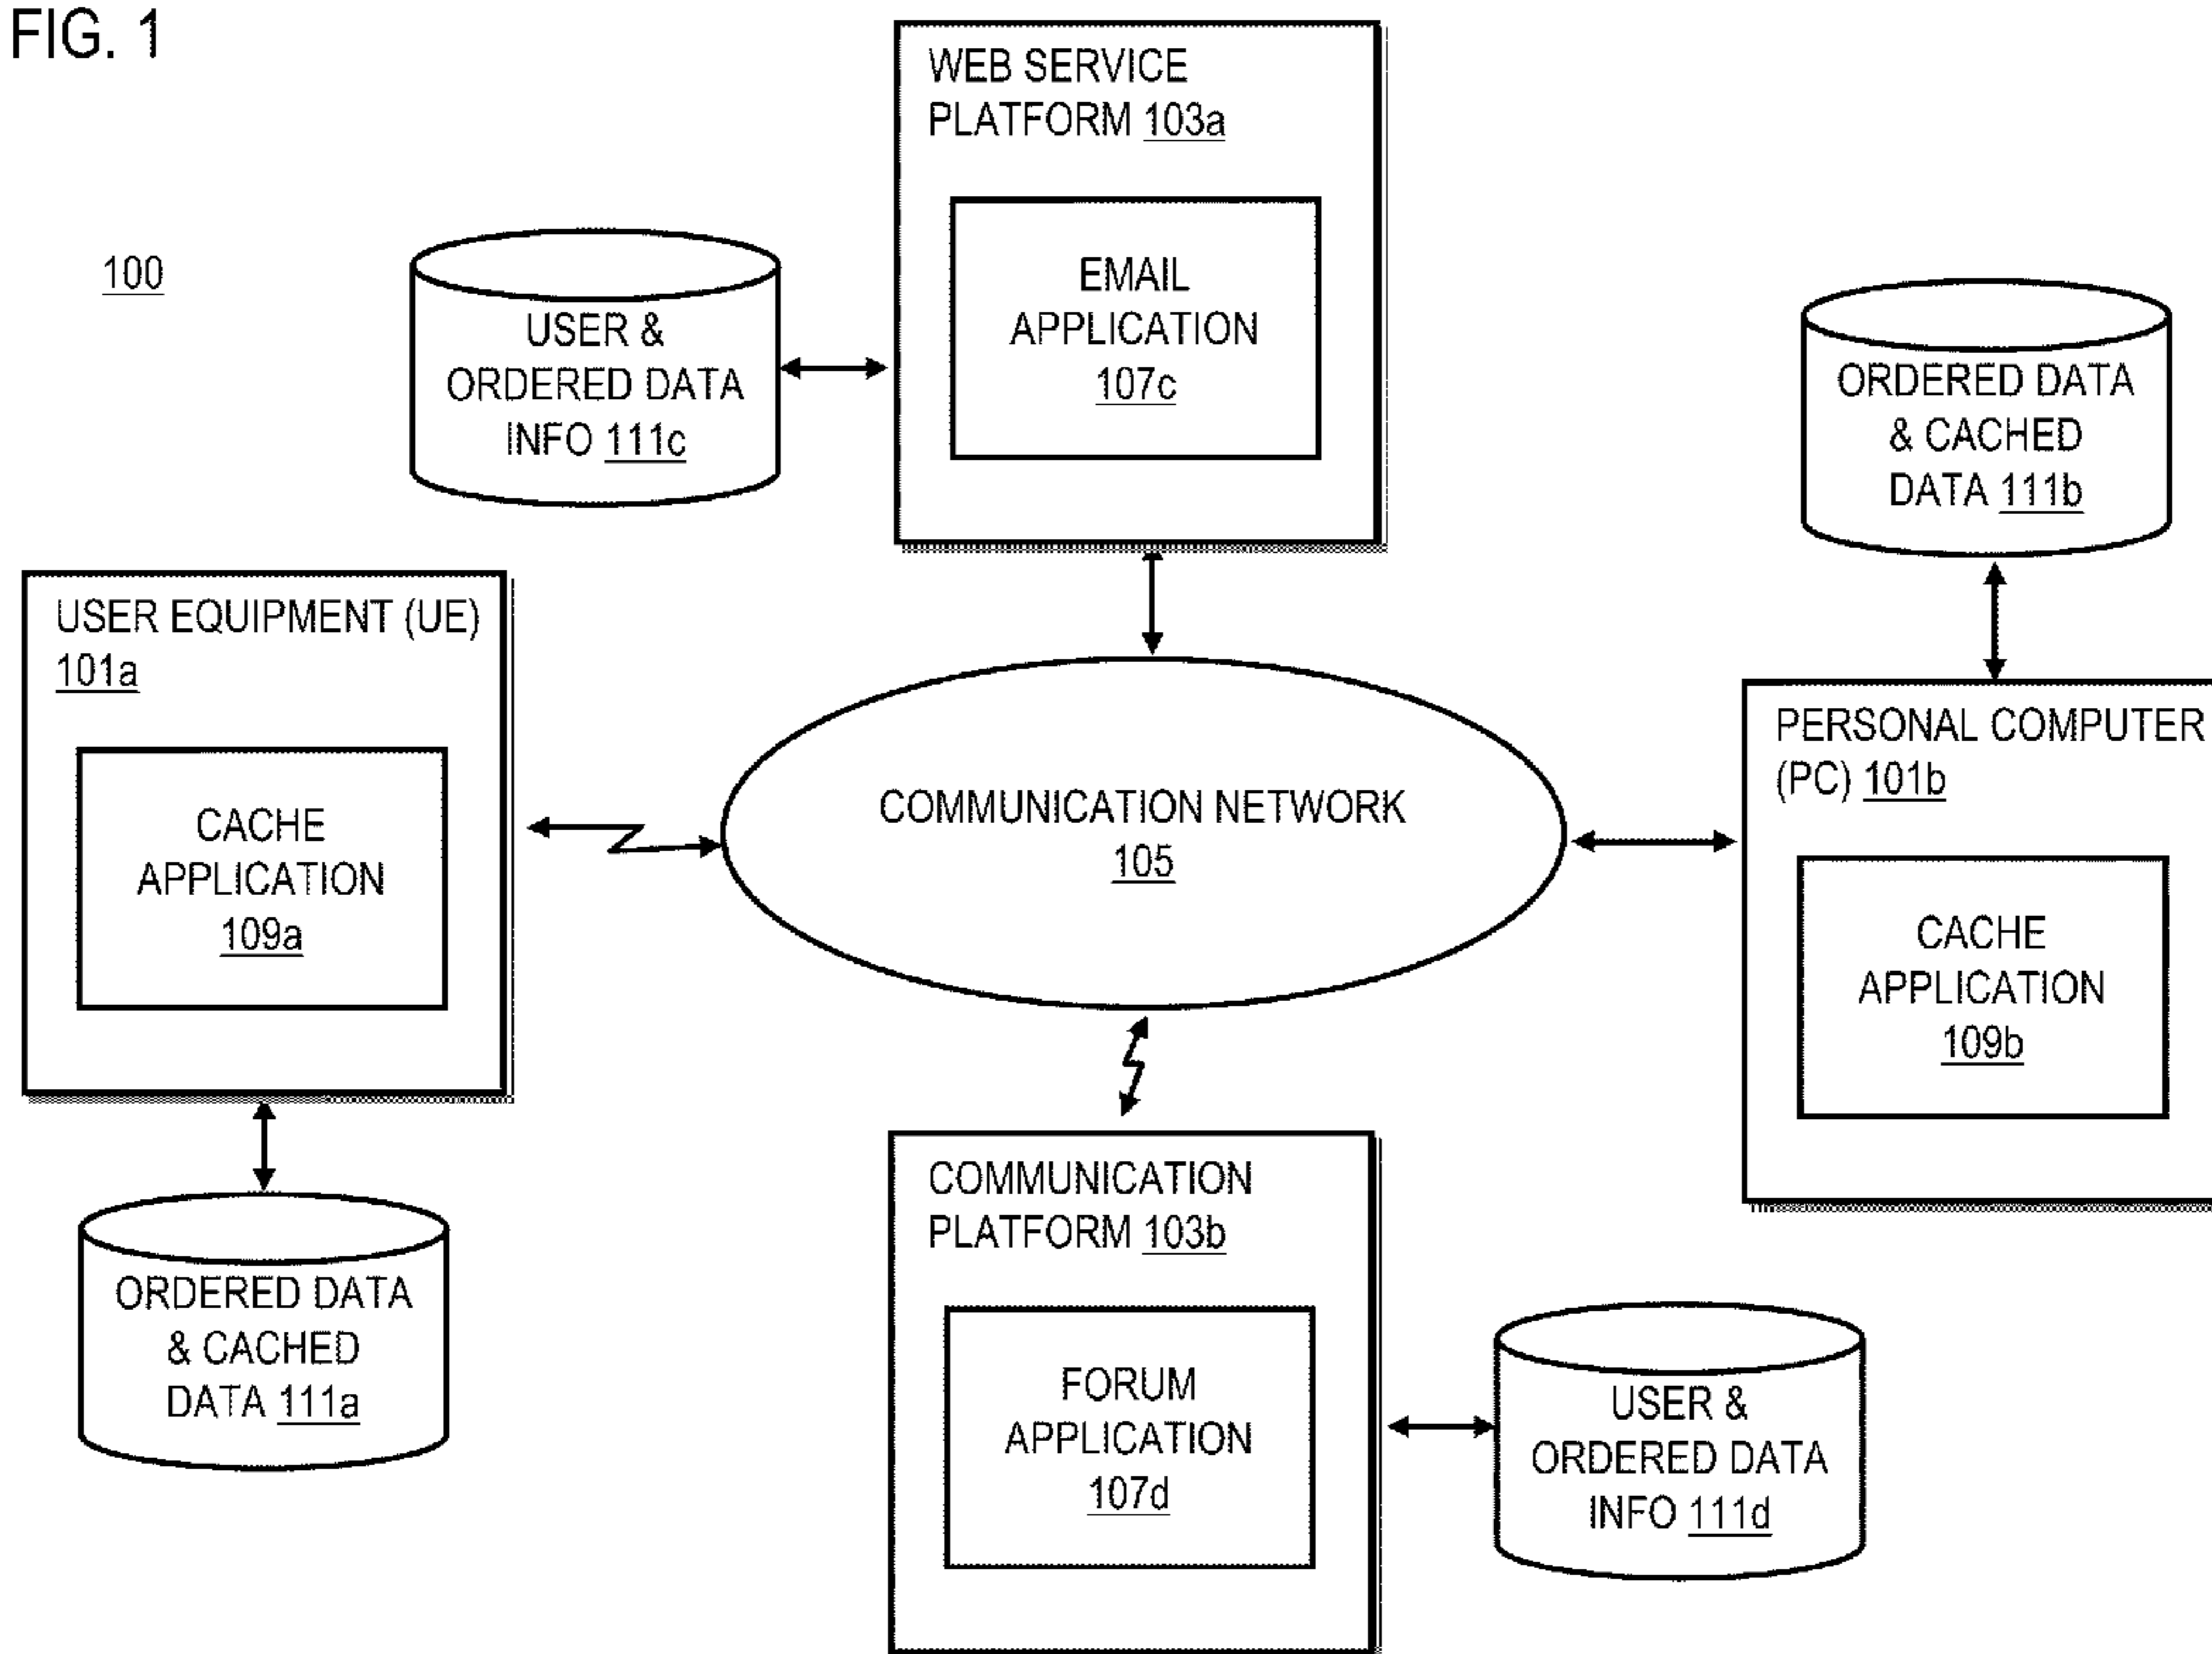 FIG. 1
WEB SERVICE
PLATFORM 103a
EMAIL
APPLICATION
107c
100
USER &
ORDERED DATA
INFO 111c
ORDERED DATA
& CACHED
DATA 111b
USER EQUIPMENT (UE)
101a
CACHE
APPLICATION
109a
COMMUNICATION NETWORK
105
PERSONAL COMPUTER
(PC) 101b
CACHE
APPLICATION
109b
ORDERED DATA
& CACHED
DATA 111a
COMMUNICATION
PLATFORM 103b
FORUM
APPLICATION
107d
USER &
ORDERED DATA
INFO 111d